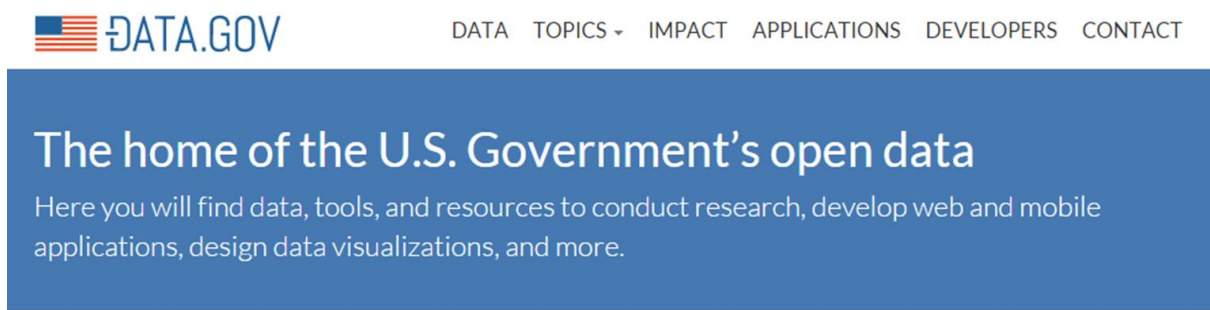 DATA.GOV
DATA TOPICS IMPACT APPLICATIONS DEVELOPERS CONTACT
The home of the U.S. Government’s open data
Here you will find data, tools, and resources to conduct research, develop web and mobile
applications, design data visualizations, and more.